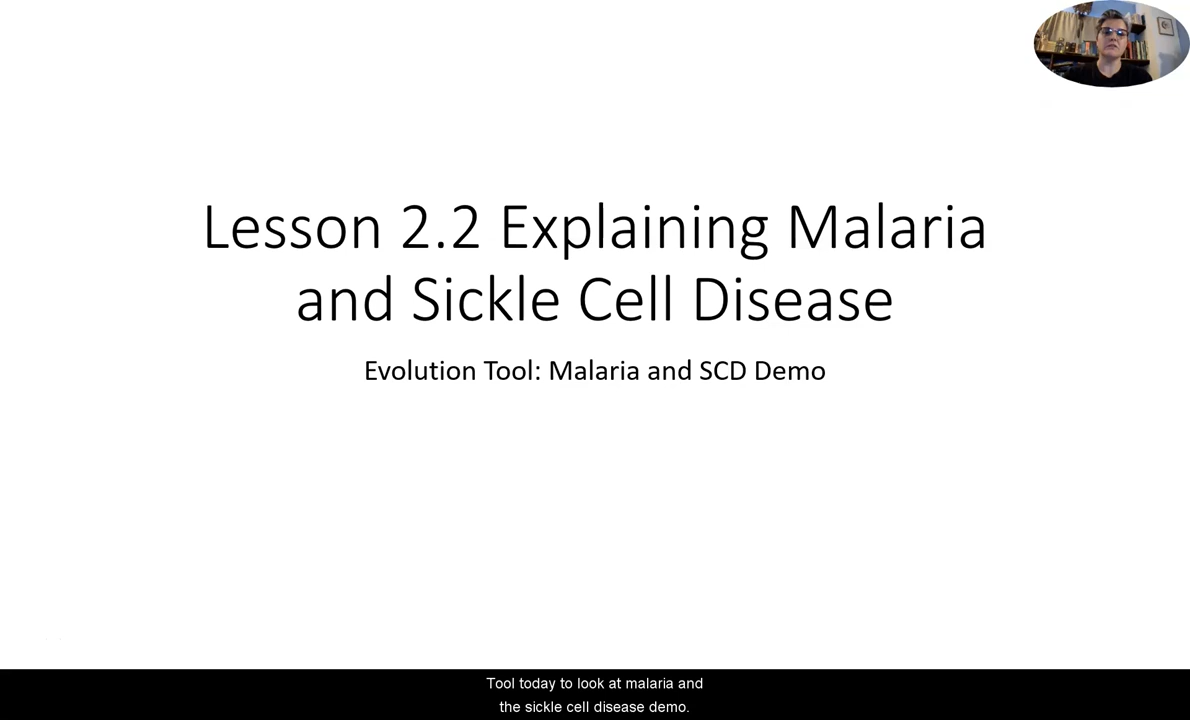 Lesson 2.2 Explaining Malaria
and Sickle Cell Disease
Evolution Tool: Malaria and SCD Demo
Tool today to look at malaria and
the sickle cell disease demo.